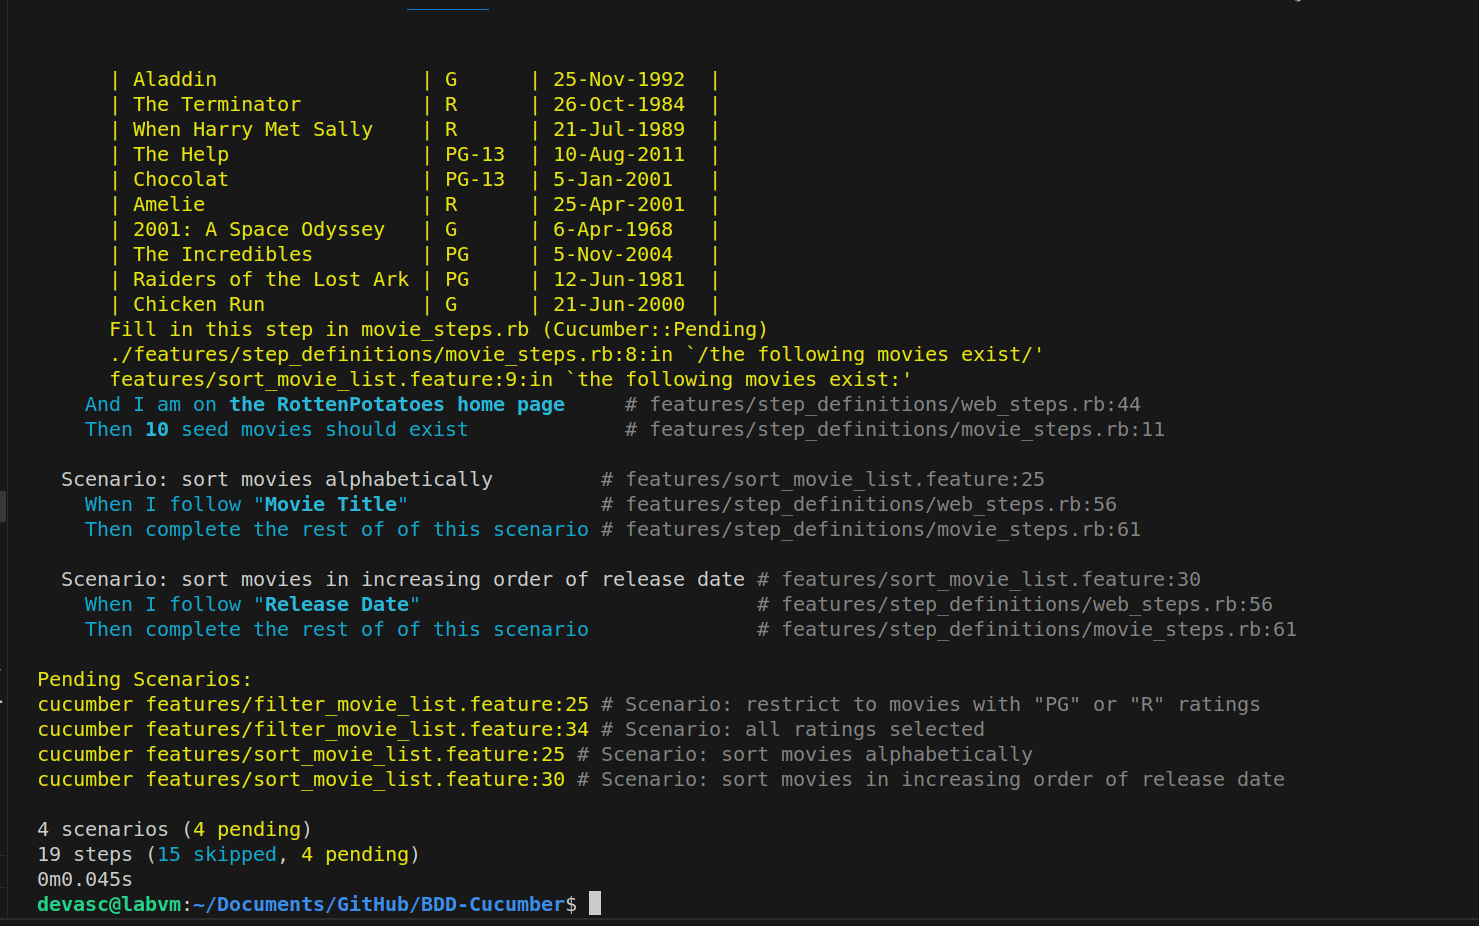 | Aladdin                 | G      | 25-Nov-1992  |
| The Terminator          | R      | 26-Oct-1984  |
| When Harry Met Sally    | R      | 21-Jul-1989  |
| The Help                | PG-13  | 10-Aug-2011  |
| Chocolat                | PG-13  | 5-Jan-2001   |
| Amelie                  | R      | 25-Apr-2001  |
| 2001: A Space Odyssey   | G      | 6-Apr-1968   |
| The Incredibles         | PG     | 5-Nov-2004   |
| Raiders of the Lost Ark | PG     | 12-Jun-1981  |
| Chicken Run             | G      | 21-Jun-2000  |
Fill in this step in movie_steps.rb (Cucumber::Pending)
./features/step_definitions/movie_steps.rb:8:in `/the following movies exist/'
features/sort_movie_list.feature:9:in `the following movies exist:'
And I am on the RottenPotatoes home page     # features/step_definitions/web_steps.rb:44
Then 10 seed movies should exist             # features/step_definitions/movie_steps.rb:11
Scenario: sort movies alphabetically         # features/sort_movie_list.feature:25
When I follow "Movie Title"                # features/step_definitions/web_steps.rb:56
Then complete the rest of of this scenario # features/step_definitions/movie_steps.rb:61
Scenario: sort movies in increasing order of release date # features/sort_movie_list.feature:30
When I follow "Release Date"                            # features/step_definitions/web_steps.rb:56
Then complete the rest of of this scenario              # features/step_definitions/movie_steps.rb:61
Pending Scenarios:
cucumber features/filter_movie_list.feature:25 # Scenario: restrict to movies with "PG" or "R" ratings
cucumber features/filter_movie_list.feature:34 # Scenario: all ratings selected
cucumber features/sort_movie_list.feature:25 # Scenario: sort movies alphabetically
cucumber features/sort_movie_list.feature:30 # Scenario: sort movies in increasing order of release date
4 scenarios (4 pending)
19 steps (15 skipped, 4 pending)
0m0.045s
devasc@labvm:~/Documents/GitHub/BDD-Cucumber$